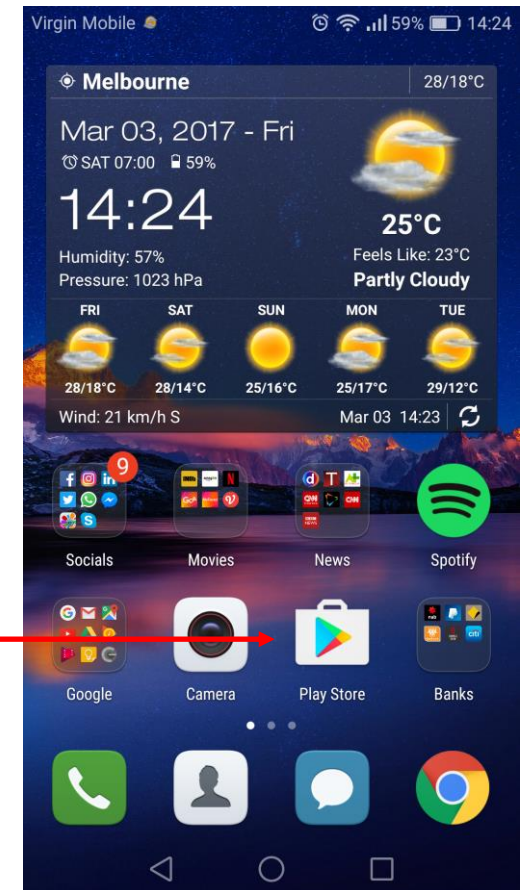 Virgin Mobile 59% 14:24
Melbourne 28/18°C
Mar 03, 2017 - Fri
SAT 07:00 59%
14:24
25°C
Humidity: 57% Feels Like: 23°C
Pressure: 1023 hPa Partly Cloudy
FRI SAT SUN MON TUE
28/18°C 28/14°C 25/16°C 25/17°C 29/12°C
Wind: 21 km/h S Mar 03 14:23
9
Socials Movies News Spotify
Google Camera Play Store Banks